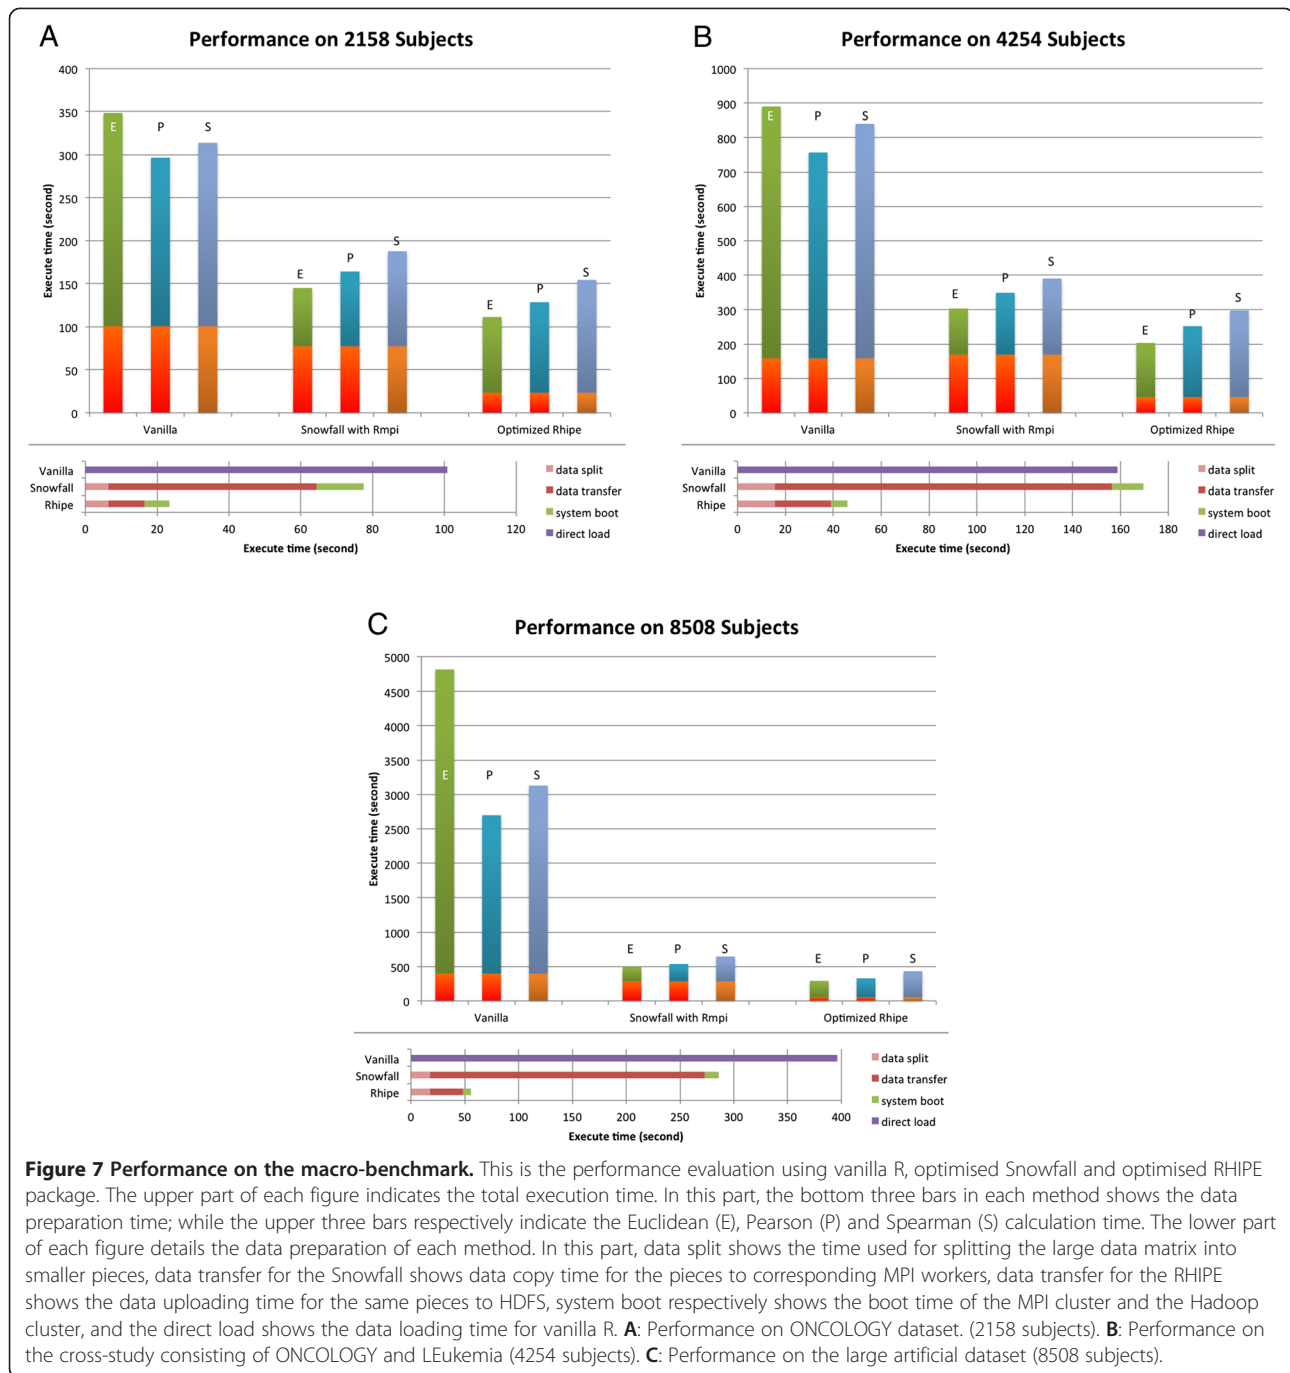 A
Performance on 2158 Subjects
400
350
300
250
200
150
100
50
0
Execute time (second)
E P S
E P S
E P S
Vanilla Snowfall with Rmpi Optimized Rhipe
Vanilla
Snowfall
Rhipe
0 20 40 60 80 100 120
Execute time (second)
data split
data transfer
system boot
direct load
B
Performance on 4254 Subjects
1000
900
800
700
600
500
400
300
200
100
0
Execute time (second)
E P S
E P S
E P S
Vanilla Snowfall with Rmpi Optimized Rhipe
Vanilla
Snowfall
Rhipe
0 20 40 60 80 100 120 140 160 180
Execute time (second)
data split
data transfer
system boot
direct load
C
Performance on 8508 Subjects
5000
4500
4000
3500
3000
2500
2000
1500
1000
500
0
Execute time (second)
E P S
E P S
E P S
Vanilla Snowfall with Rmpi Optimized Rhipe
Vanilla
Snowfall
Rhipe
0 50 100 150 200 250 300 350 400
Execute time (second)
data split
data transfer
system boot
direct load
Figure 7 Performance on the macro-benchmark. This is the performance evaluation using vanilla R, optimised Snowfall and optimised RHIPE
package. The upper part of each figure indicates the total execution time. In this part, the bottom three bars in each method shows the data
preparation time; while the upper three bars respectively indicate the Euclidean (E), Pearson (P) and Spearman (S) calculation time. The lower part
of each figure details the data preparation of each method. In this part, data split shows the time used for splitting the large data matrix into
smaller pieces, data transfer for the Snowfall shows data copy time for the pieces to corresponding MPI workers, data transfer for the RHIPE
shows the data uploading time for the same pieces to HDFS, system boot respectively shows the boot time of the MPI cluster and the Hadoop
cluster, and the direct load shows the data loading time for vanilla R. A: Performance on ONCOLOGY dataset. (2158 subjects). B: Performance on
the cross-study consisting of ONCOLOGY and LEukemia (4254 subjects). C: Performance on the large artificial dataset (8508 subjects).